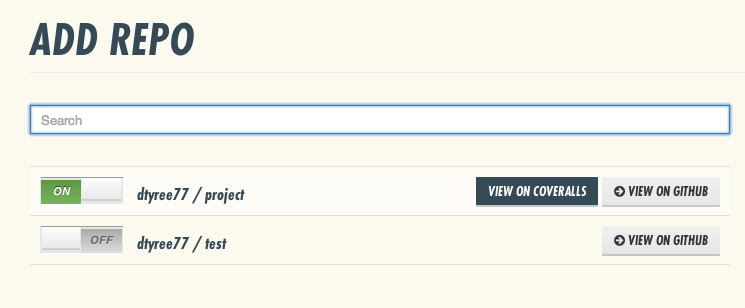 ADD REPO
Search
ON dtyree77 / project VIEW ON COVERALLS VIEW ON GITHUB
OFF dtyree77 / test VIEW ON GITHUB